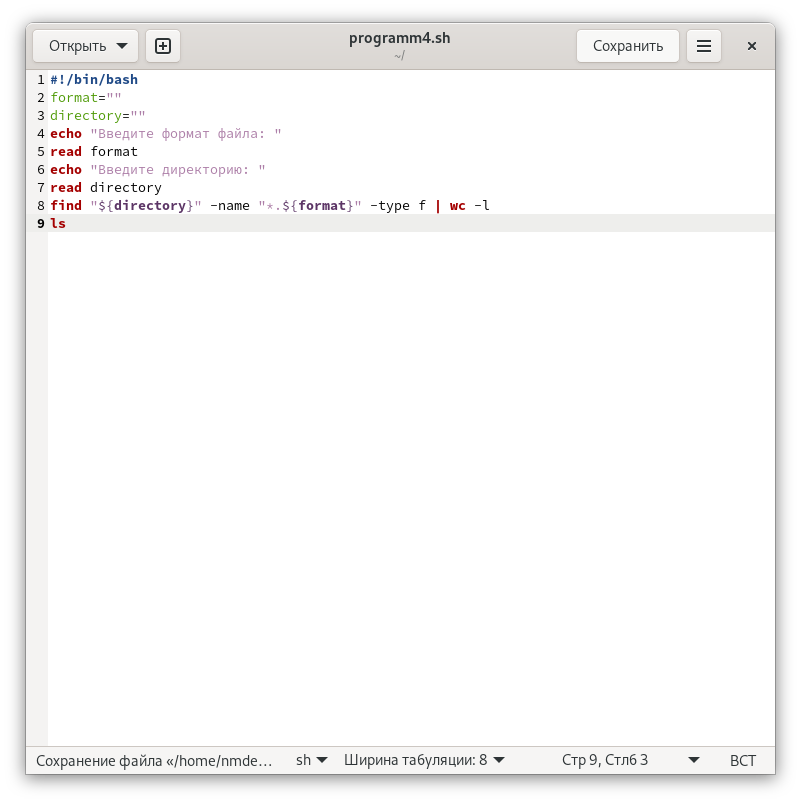 Открыть
programm4.sh
~/
Сохранить
1 #!/bin/bash
2 format=""
3 directory=""
4 echo "Введите формат файла: "
5 read format
6 echo "Введите директорию: "
7 read directory
8 find "${directory}" -name "*.${format}" -type f | wc -l
9 ls
Сохранение файла «/home/nmde… sh Ширина табуляции: 8 Стр 9, Стлб 3 ВСТ